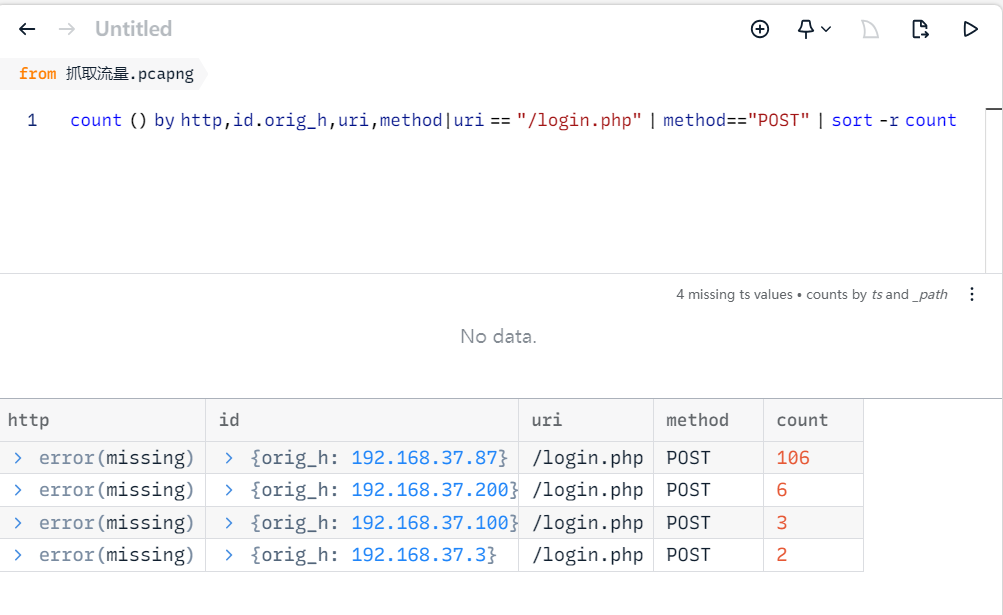 Untitled
from 抓取流量.pcapng
1 count () by http,id.orig_h,uri,method|uri == "/login.php" | method=="POST" | sort -r count
4 missing ts values • counts by ts and _path
No data.
http id uri method count
error(missing) {orig_h: 192.168.37.87} /login.php POST 106
error(missing) {orig_h: 192.168.37.200} /login.php POST 6
error(missing) {orig_h: 192.168.37.100} /login.php POST 3
error(missing) {orig_h: 192.168.37.3} /login.php POST 2